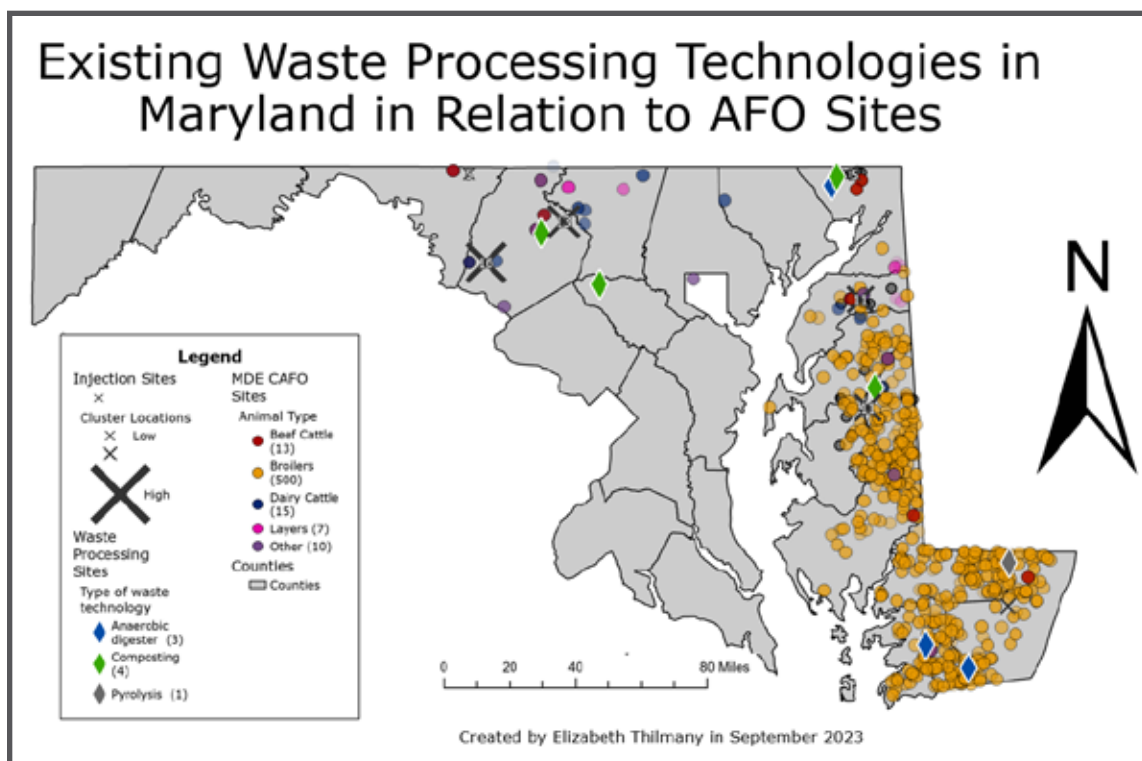 Existing Waste Processing Technologies in
Maryland in Relation to AFO Sites
N
Legend
Injection Sites
Cluster Locations
Low
High
Waste
Processing
Sites
Type of waste
technology
Anaerobic
digester (3)
Composting
(4)
Pyrolysis (1)
MDE CAFO
Sites
Animal Type
Beef Cattle
(13)
Broilers
(500)
Dairy Cattle
(15)
Layers (7)
Other (10)
Counties
Counties
0 20 40 80 Miles
Created by Elizabeth Thilmany in September 2023